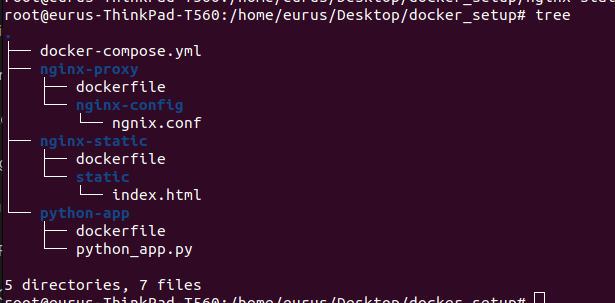 root@eurus-ThinkPad-T560:/home/eurus/Desktop/docker_setup# tree
.
├── docker-compose.yml
├── nginx-proxy
│   ├── dockerfile
│   └── nginx-config
│       └── ngnix.conf
├── nginx-static
│   ├── dockerfile
│   └── static
│       └── index.html
└── python-app
    ├── dockerfile
    └── python_app.py

5 directories, 7 files
root@eurus-ThinkPad-T560:/home/eurus/Desktop/docker_setup#